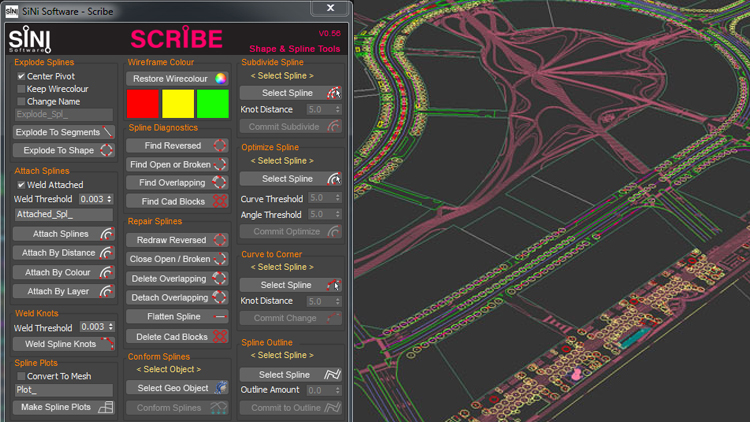 SiNi Software - Scribe
X
SiNi
Software
SCRIBE
V0.56
Shape & Spline Tools
Explode Splines
Center Pivot
Keep Wirecolour
Change Name
Explode_Spl_
Explode To Segments
Explode To Shape
Attach Splines
Weld Attached
Weld Threshold 0.003
Attached_Spl_
Attach Splines
Attach By Distance
Attach By Colour
Attach By Layer
Weld Knots
Weld Threshold 0.003
Weld Spline Knots
Spline Plots
Convert To Mesh
Plot_
Make Spline Plots
Wireframe Colour
Restore Wirecolour
Spline Diagnostics
Find Reversed
Find Open or Broken
Find Overlapping
Find Cad Blocks
Repair Splines
Redraw Reversed
Close Open / Broken
Delete Overlapping
Detach Overlapping
Flatten Spline
Delete Cad Blocks
Conform Splines
< Select Object >
Select Geo Object
Conform Splines
Subdivide Spline
< Select Spline >
Select Spline
Knot Distance 5.0
Commit Subdivide
Optimize Spline
< Select Spline >
Select Spline
Curve Threshold 5.0
Angle Threshold 5.0
Commit Optimize
Curve to Corner
< Select Spline >
Select Spline
Knot Distance 5.0
Commit Change
Spline Outline
< Select Spline >
Select Spline
Outline Amount 0.0
Commit to Outline